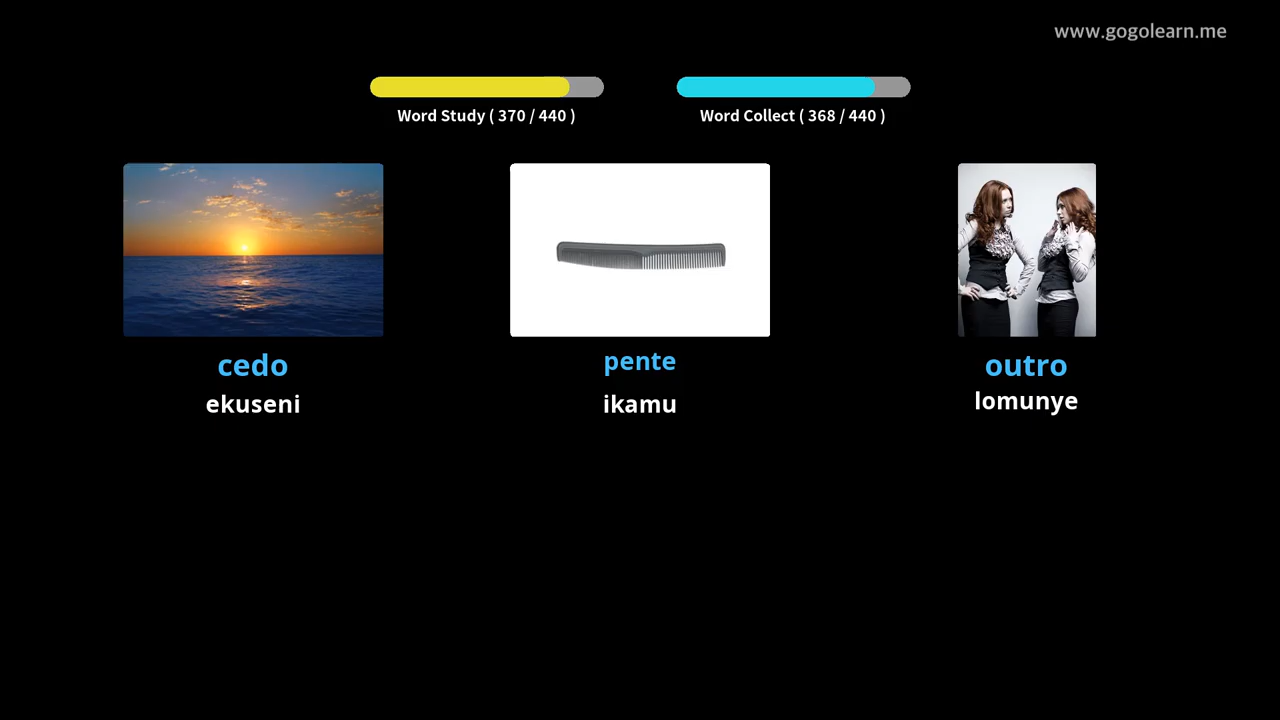 www.gogolearn.me
Word Study ( 370 / 440 )
Word Collect ( 368 / 440 )
cedo
ekuseni
pente
ikamu
outro
lomunye